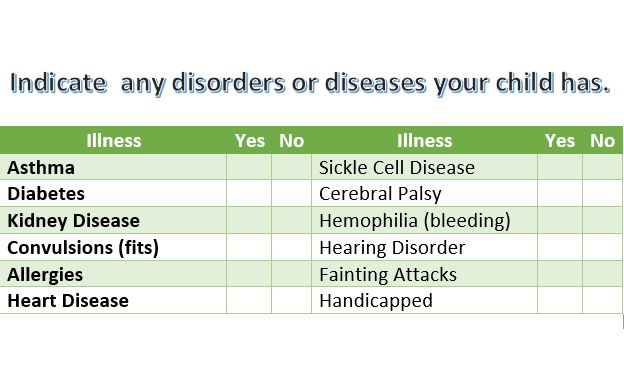 Indicate any disorders or diseases your child has.
Illness Yes No Illness Yes No
Asthma Sickle Cell Disease
Diabetes Cerebral Palsy
Kidney Disease Hemophilia (bleeding)
Convulsions (fits) Hearing Disorder
Allergies Fainting Attacks
Heart Disease Handicapped